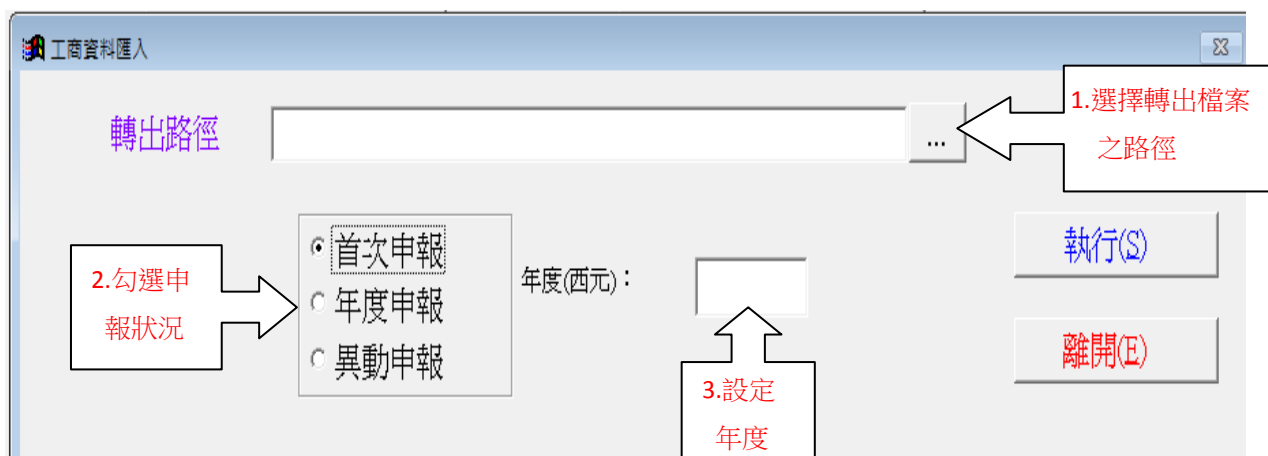 工商資料匯入
轉出路徑
...
1.選擇轉出檔案
之路徑
2.勾選申
報狀況
首次申報
年度申報
異動申報
年度(西元)：
3.設定
年度
執行(S)
離開(E)